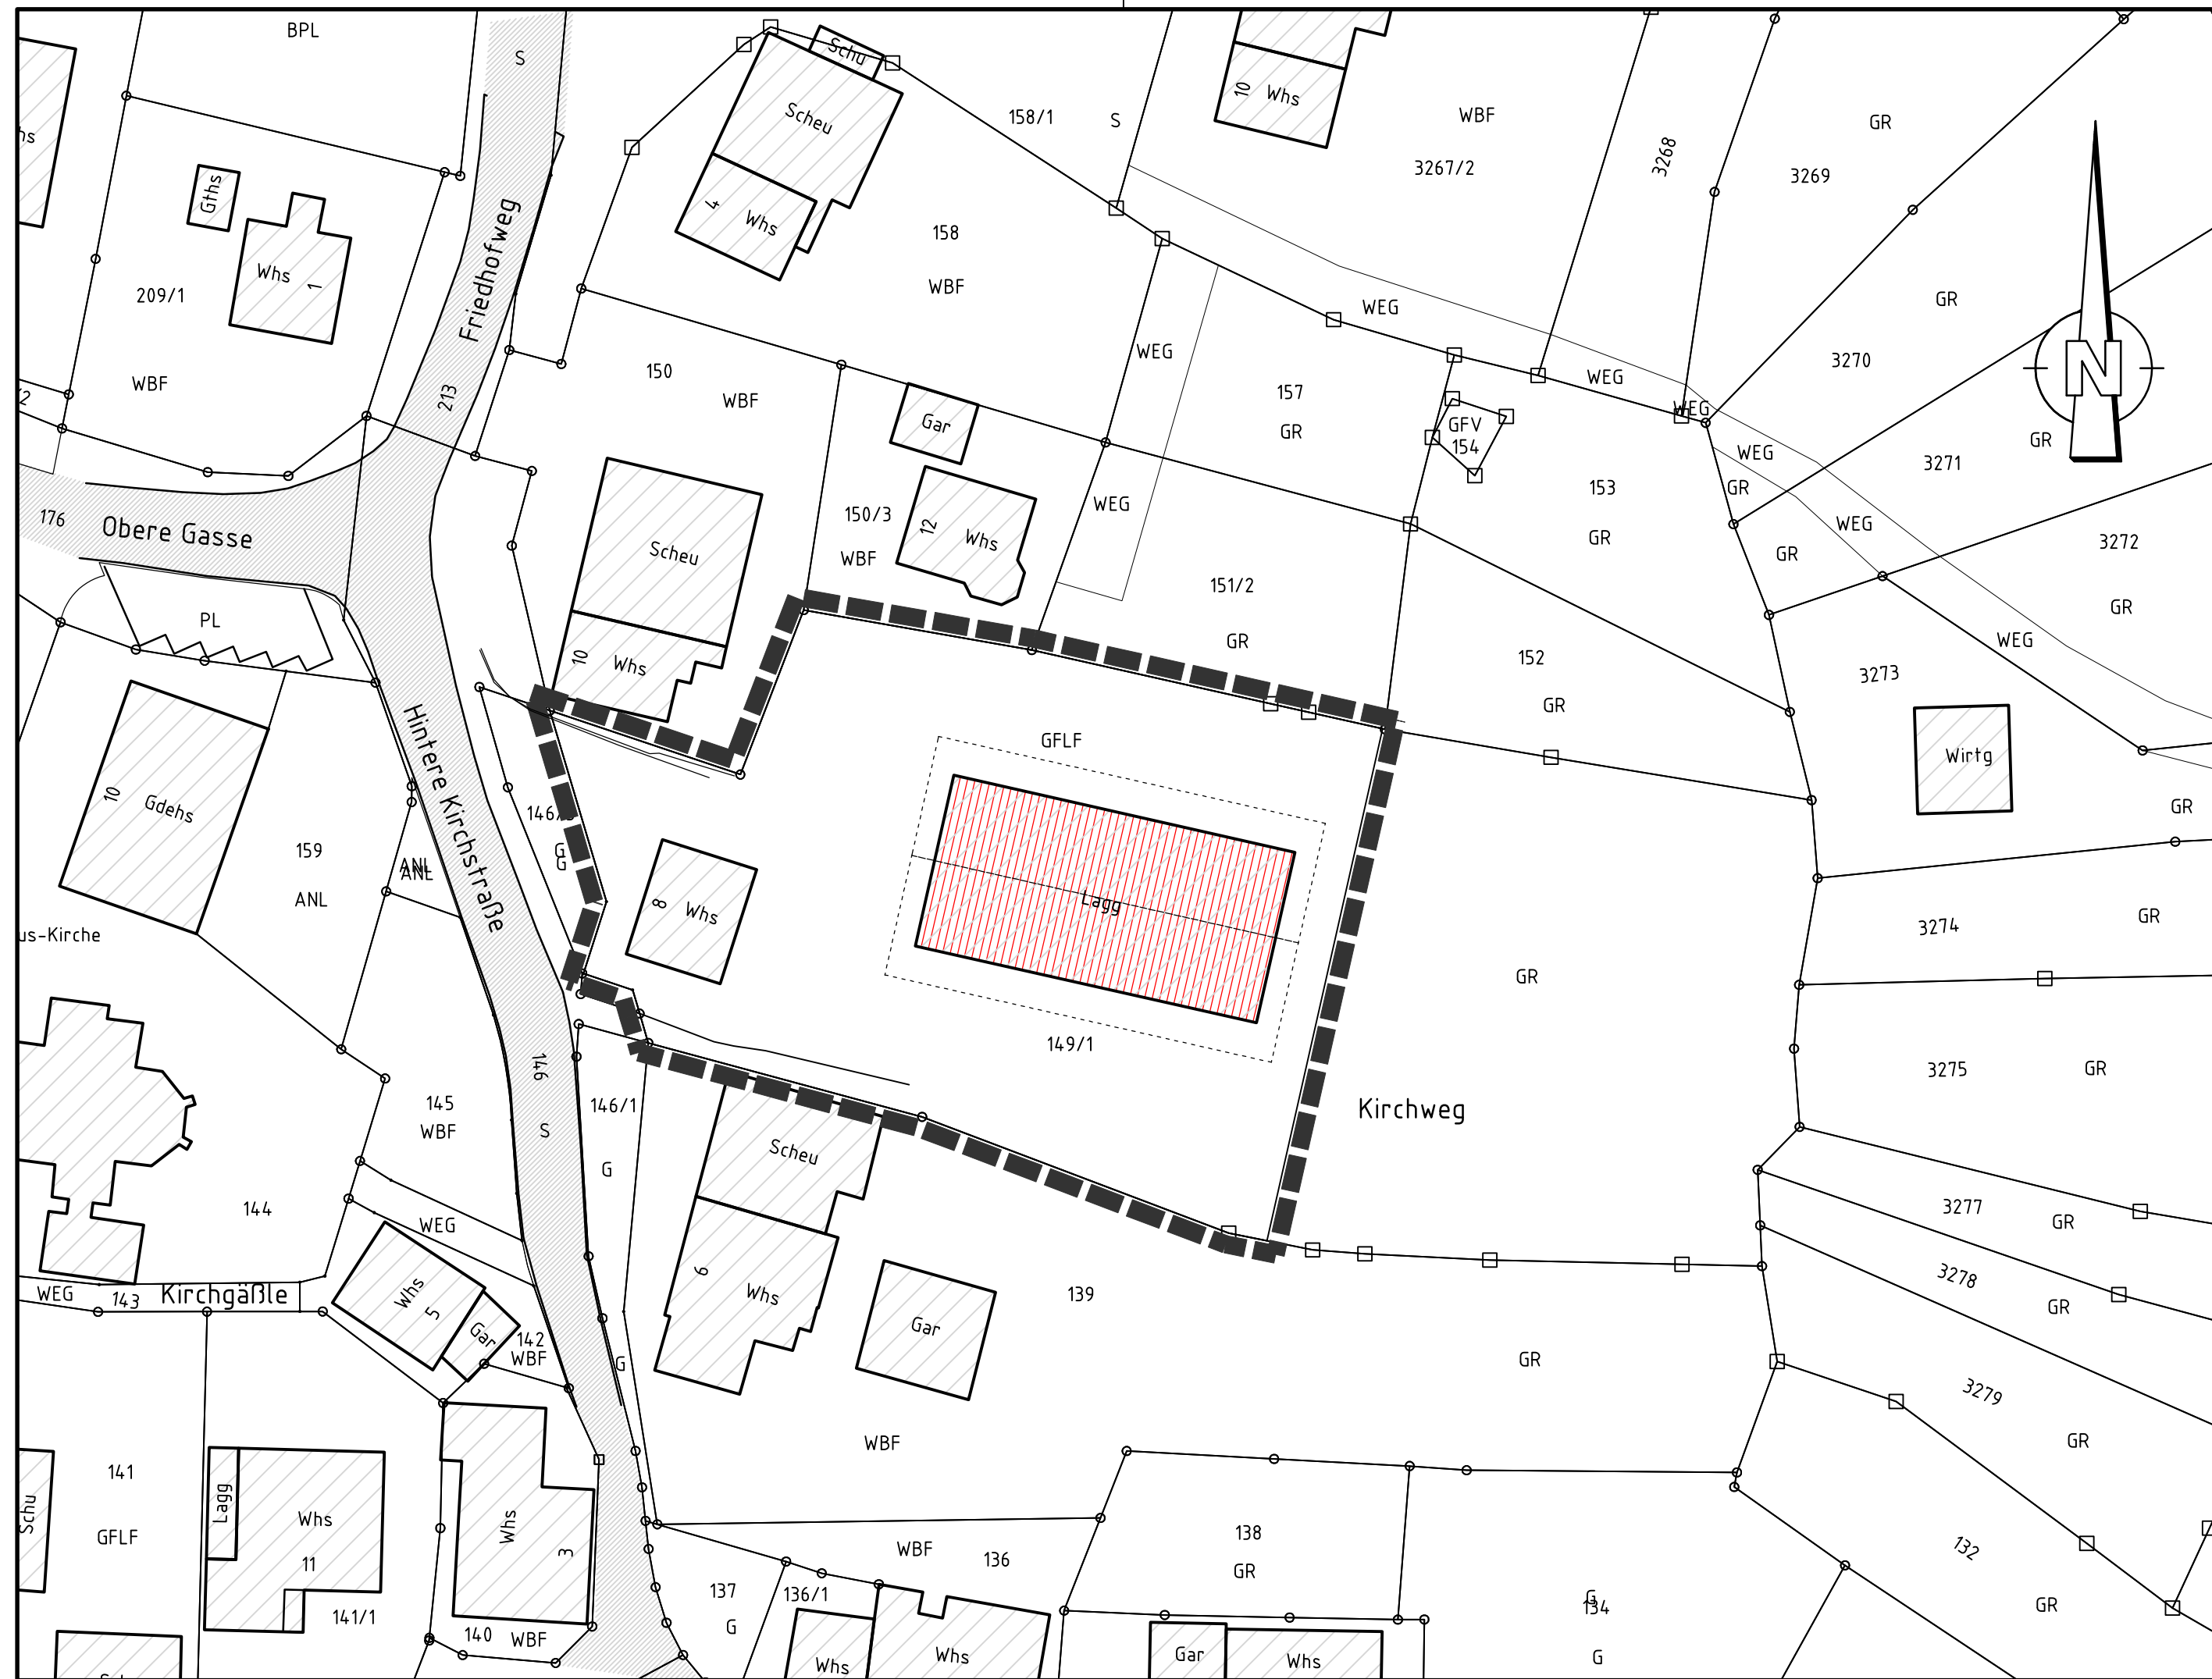 BPL
S
Schu
Scheu
4
Whs
158/1
S
10
Whs
WBF
3267/2
3268
GR
3269
Gths
Whs
1
209/1
WBF
Friedhofweg
213
158
WBF
WEG
WEG
WEG
WEG
GR
3270
GR
N
150
WBF
Gar
157
GR
GFV
154
WEG
GR
3271
176
Obere Gasse
Scheu
150/3
WBF
12
Whs
WEG
153
GR
GR
WEG
3272
GR
PL
10
Whs
151/2
GR
152
GR
WEG
3273
Wirtg
GR
10
Gdehs
Hintere Kirchstraße
GFLF
G
G
8
Whs
Lagg
159
ANL
ANL
ANL
149/1
GR
3274
GR
3275
GR
Kirchweg
146
S
145
WBF
146/1
G
Scheu
6
Whs
144
WEG
WEG
143
Kirchgäßle
Whs
5
Gar
142
WBF
G
139
Gar
GR
3277
GR
3278
GR
3279
GR
WBF
141
GFLF
Schu
Lagg
Whs
11
141/1
Whs
3
140
WBF
137
G
136/1
WBF
136
Whs
Whs
138
GR
Gar
Whs
G
134
G
132
GR